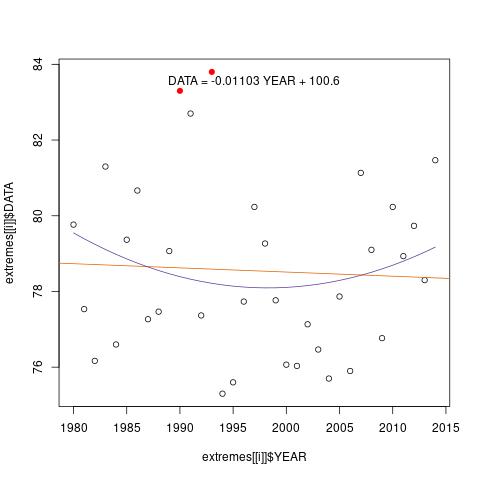 DATA = -0.01103 YEAR + 100.6
84
82
80
78
76
extremes[[i]]$DATA
1980 1985 1990 1995 2000 2005 2010 2015
extremes[[i]]$YEAR